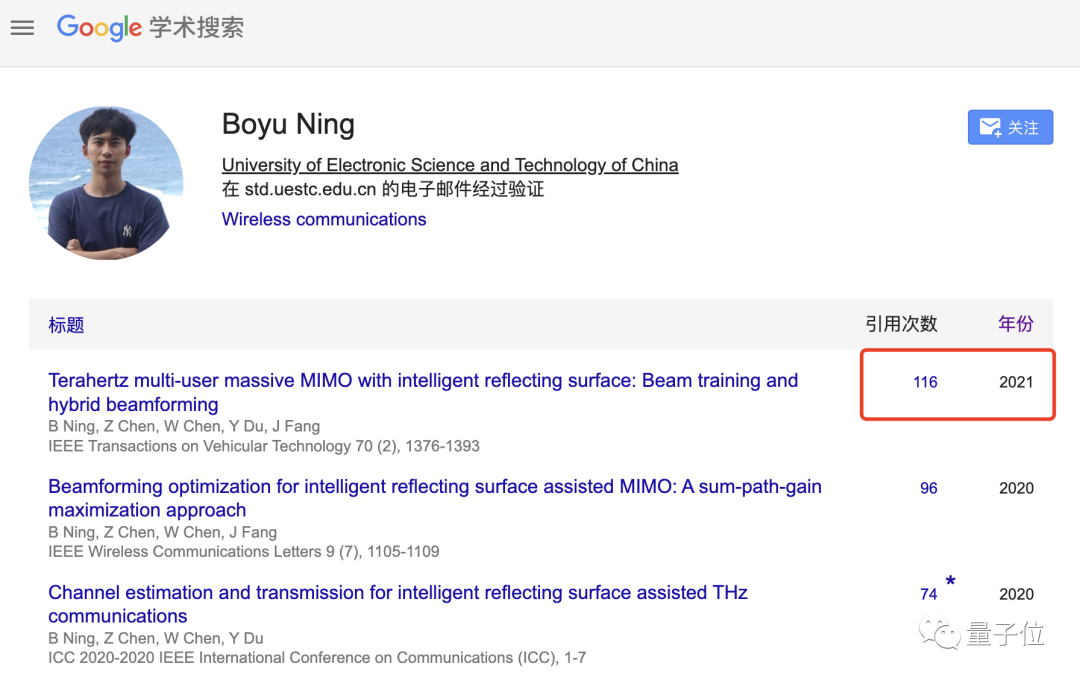 Google 学术搜索
Boyu Ning
关注
University of Electronic Science and Technology of China
在 std.uestc.edu.cn 的电子邮件经过验证
Wireless communications
标题 引用次数 年份
Terahertz multi-user massive MIMO with intelligent reflecting surface: Beam training and 116 2021
hybrid beamforming
B Ning, Z Chen, W Chen, Y Du, J Fang
IEEE Transactions on Vehicular Technology 70 (2), 1376-1393
Beamforming optimization for intelligent reflecting surface assisted MIMO: A sum-path-gain 96 2020
maximization approach
B Ning, Z Chen, W Chen, J Fang
IEEE Wireless Communications Letters 9 (7), 1105-1109
Channel estimation and transmission for intelligent reflecting surface assisted THz 74 * 2020
communications
B Ning, Z Chen, W Chen, Y Du
ICC 2020-2020 IEEE International Conference on Communications (ICC), 1-7
量子位
NY